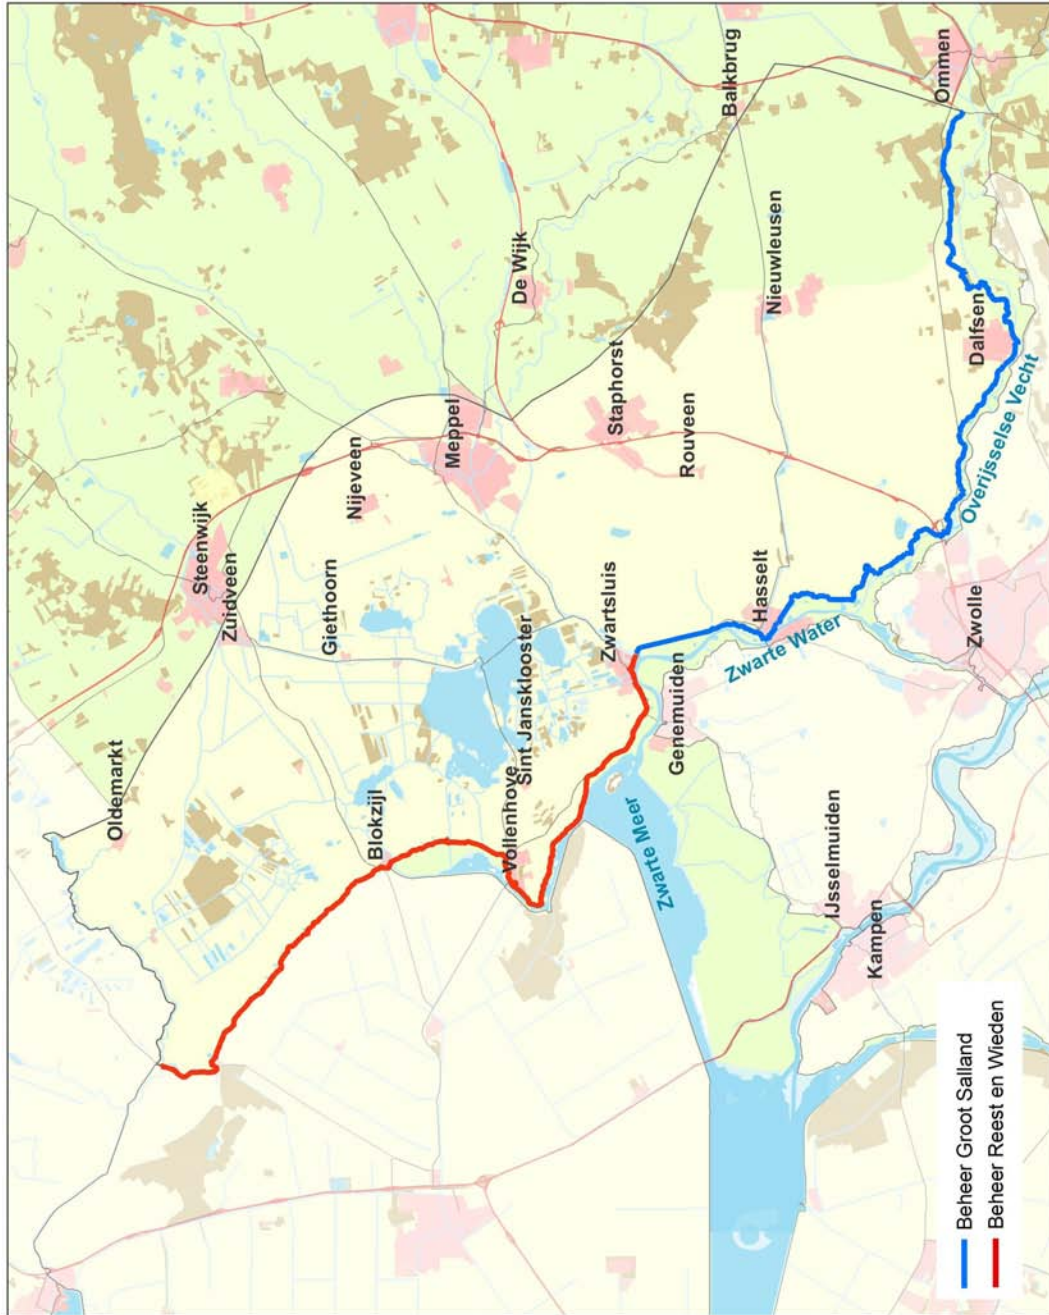 Oldemarkt
Steenwijk
Zuidveen
Blokzijl
Giethoorn
Nijeveen
Meppel
De Wijk
Vollenhove
Sint Jansklooster
Zwartsluis
Staphorst
Rouveen
Balkbrug
Zwarte Meer
Genemuiden
Hasselt
Zwarte Water
Nieuwleusen
IJsselmuiden
Kampen
Zwolle
Overijsselse Vecht
Dalfsen
Ommen
Beheer Groot Salland
Beheer Reest en Wieden